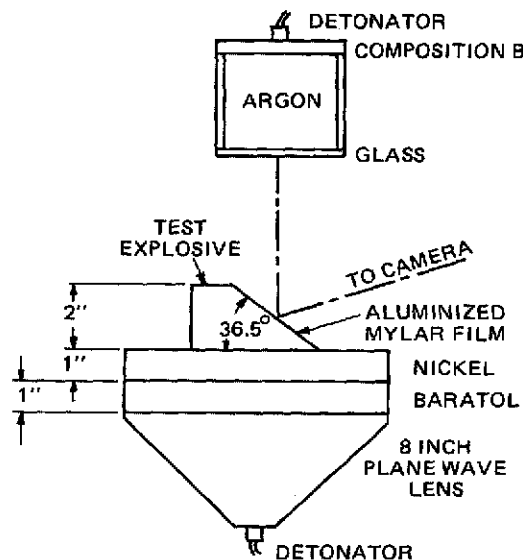 DETONATOR
COMPOSITION B
ARGON
GLASS
TEST
EXPLOSIVE
TO CAMERA
ALUMINIZED
MYLAR FILM
36.5°
2"
1"
NICKEL
1"
BARATOL
8 INCH
PLANE WAVE
LENS
DETONATOR